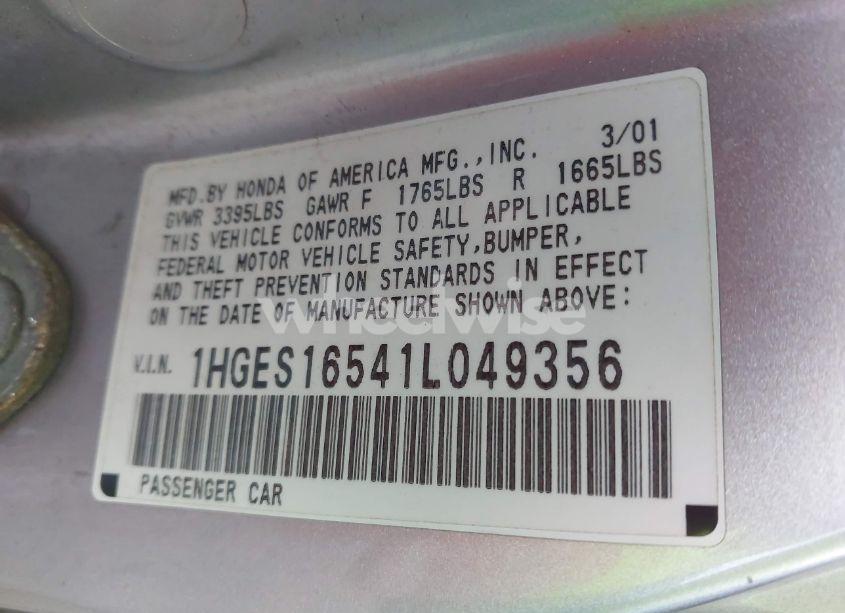 MFD.BY HONDA OF AMERICA MFG.,INC. 3/01
GVWR 3395LBS GAWR F 1765LBS R 1665LBS
THIS VEHICLE CONFORMS TO ALL APPLICABLE
FEDERAL MOTOR VEHICLE SAFETY,BUMPER,
AND THEFT PREVENTION STANDARDS IN EFFECT
ON THE DATE OF MANUFACTURE SHOWN ABOVE:
wheelwise
V.I.N. 1HGES16541L049356
PASSENGER CAR